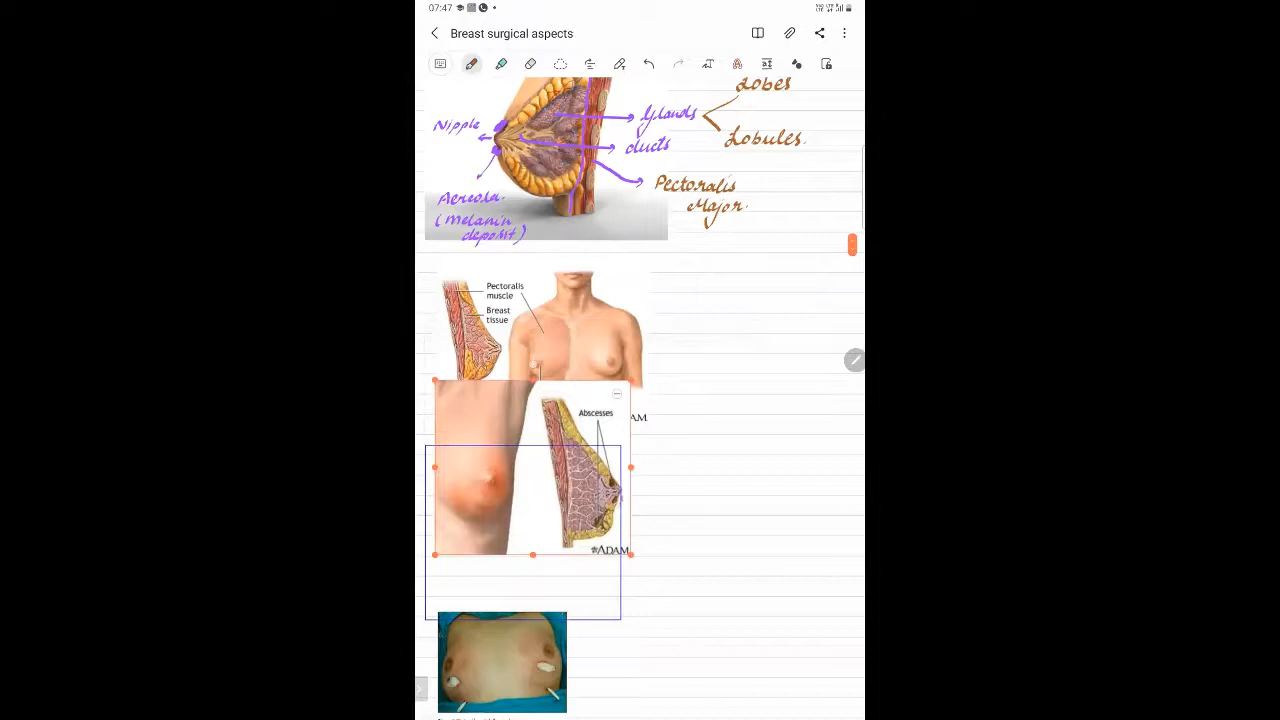 07:47
Breast surgical aspects
Lobes
Glands
Nipple
Lobules.
ducts
Pectoralis
Major.
Aereola.
(Melanin
deposit)
Pectoralis
muscle
Breast
tissue
Abscesses
AM.
ADAM.